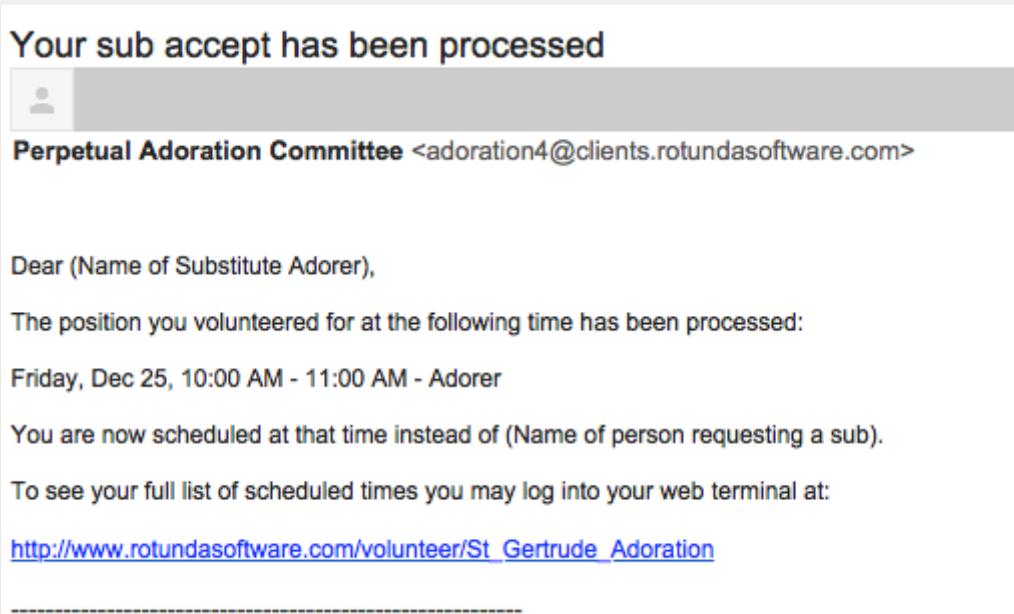 Your sub accept has been processed
Perpetual Adoration Committee <adoration4@clients.rotundasoftware.com>
Dear (Name of Substitute Adorer),
The position you volunteered for at the following time has been processed:
Friday, Dec 25, 10:00 AM - 11:00 AM - Adorer
You are now scheduled at that time instead of (Name of person requesting a sub).
To see your full list of scheduled times you may log into your web terminal at:
http://www.rotundasoftware.com/volunteer/St_Gertrude_Adoration
------------------------------------------------------------